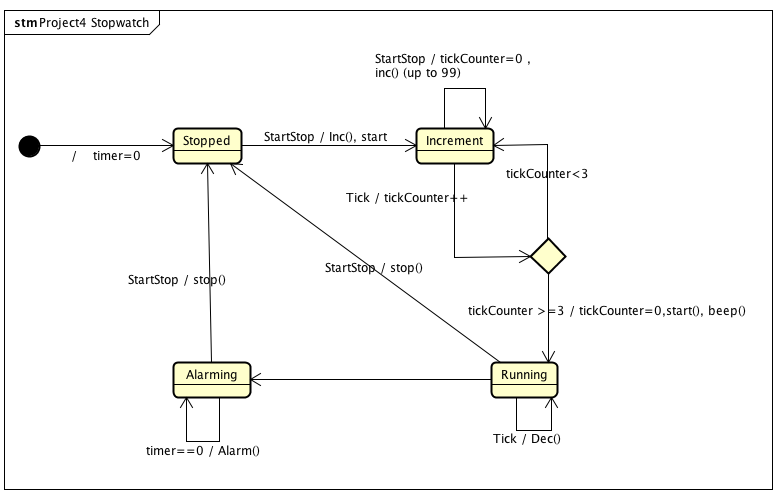 stm Project4 Stopwatch
StartStop / tickCounter=0 ,
inc() (up to 99)
Stopped
StartStop / Inc(), start
Increment
/ timer=0
tickCounter<3
Tick / tickCounter++
StartStop / stop()
StartStop / stop()
tickCounter >=3 / tickCounter=0,start(), beep()
Alarming
Running
Tick / Dec()
timer==0 / Alarm()